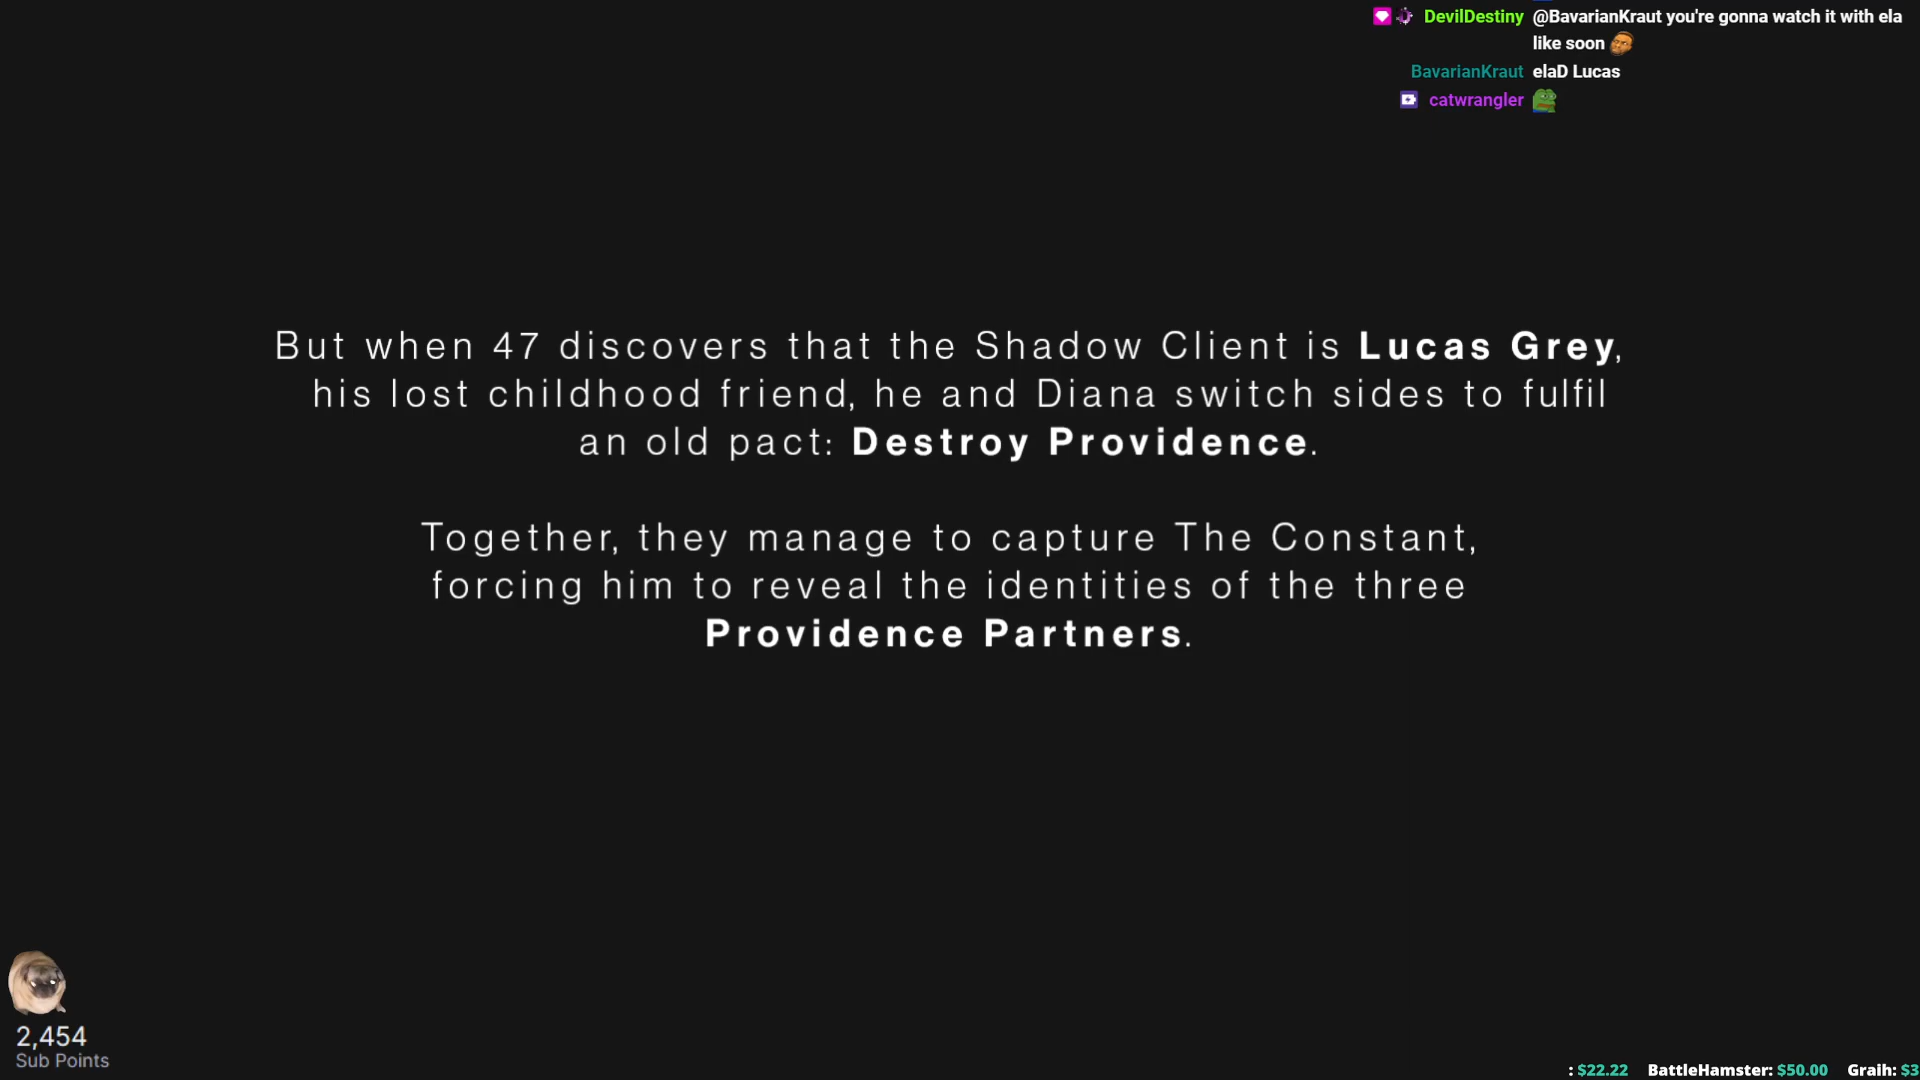 DevilDestiny @BavarianKraut you're gonna watch it with ela
like soon
BavarianKraut elaD Lucas
catwrangler
But when 47 discovers that the Shadow Client is Lucas Grey,
his lost childhood friend, he and Diana switch sides to fulfil
an old pact: Destroy Providence.
Together, they manage to capture The Constant,
forcing him to reveal the identities of the three
Providence Partners.
2,454
Sub Points
: $22.22 BattleHamster: $50.00 Graih: $3